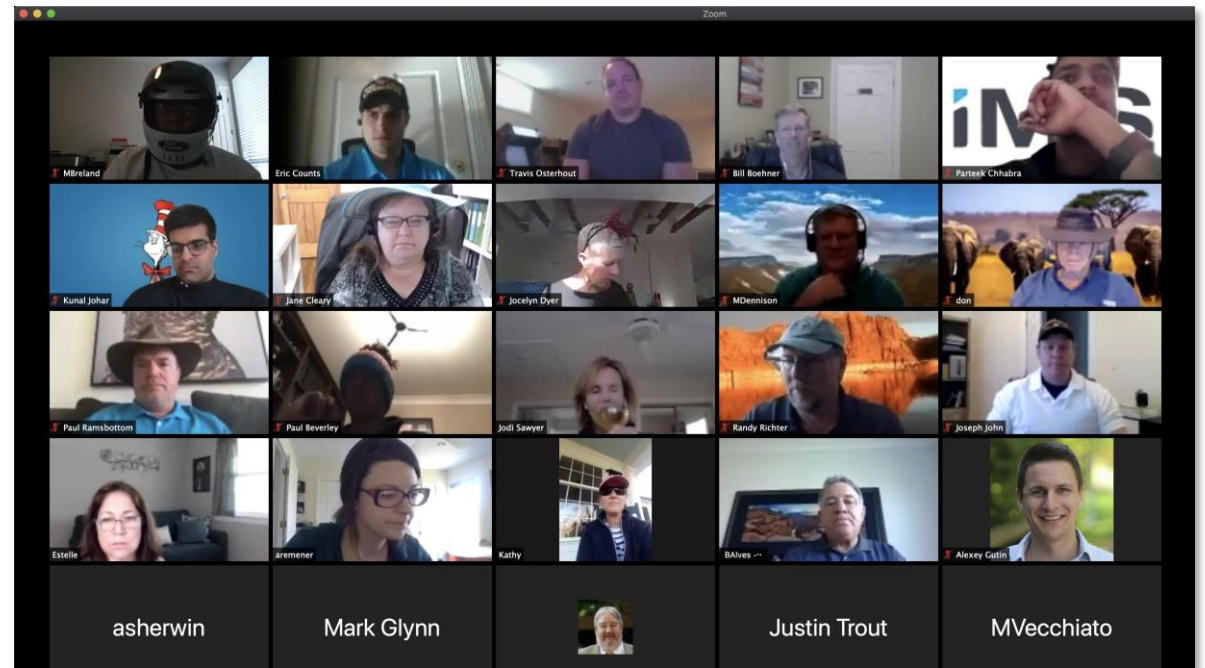 Zoom
MBreland
Eric Counts
Travis Osterhout
Bill Boehner
Parteek Chhabra
Kunal Johar
Jane Cleary
Jocelyn Dyer
MDennison
don
Paul Ramsbottom
Paul Beverley
Jodi Sawyer
Randy Richter
Joseph John
Estelle
aremener
Kathy
BAlves ...
Alexey Gutin
asherwin
Mark Glynn
Justin Trout
MVecchiato